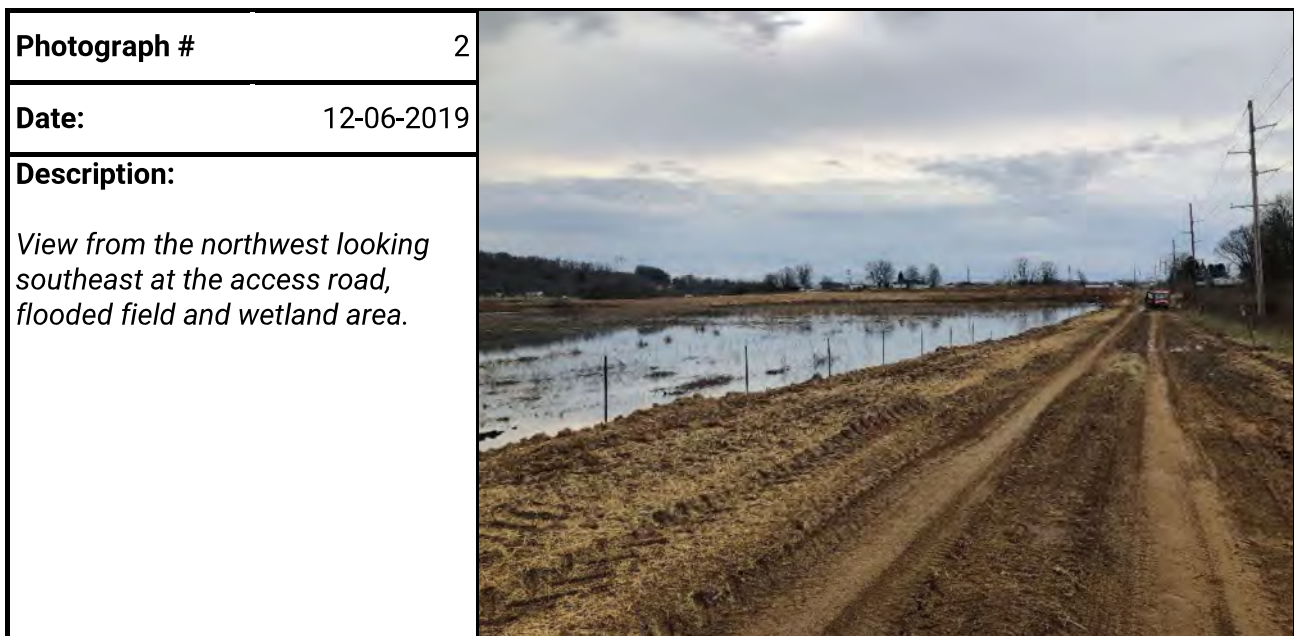 Photograph # 2
Date: 12-06-2019
Description:
View from the northwest looking
southeast at the access road,
flooded field and wetland area.